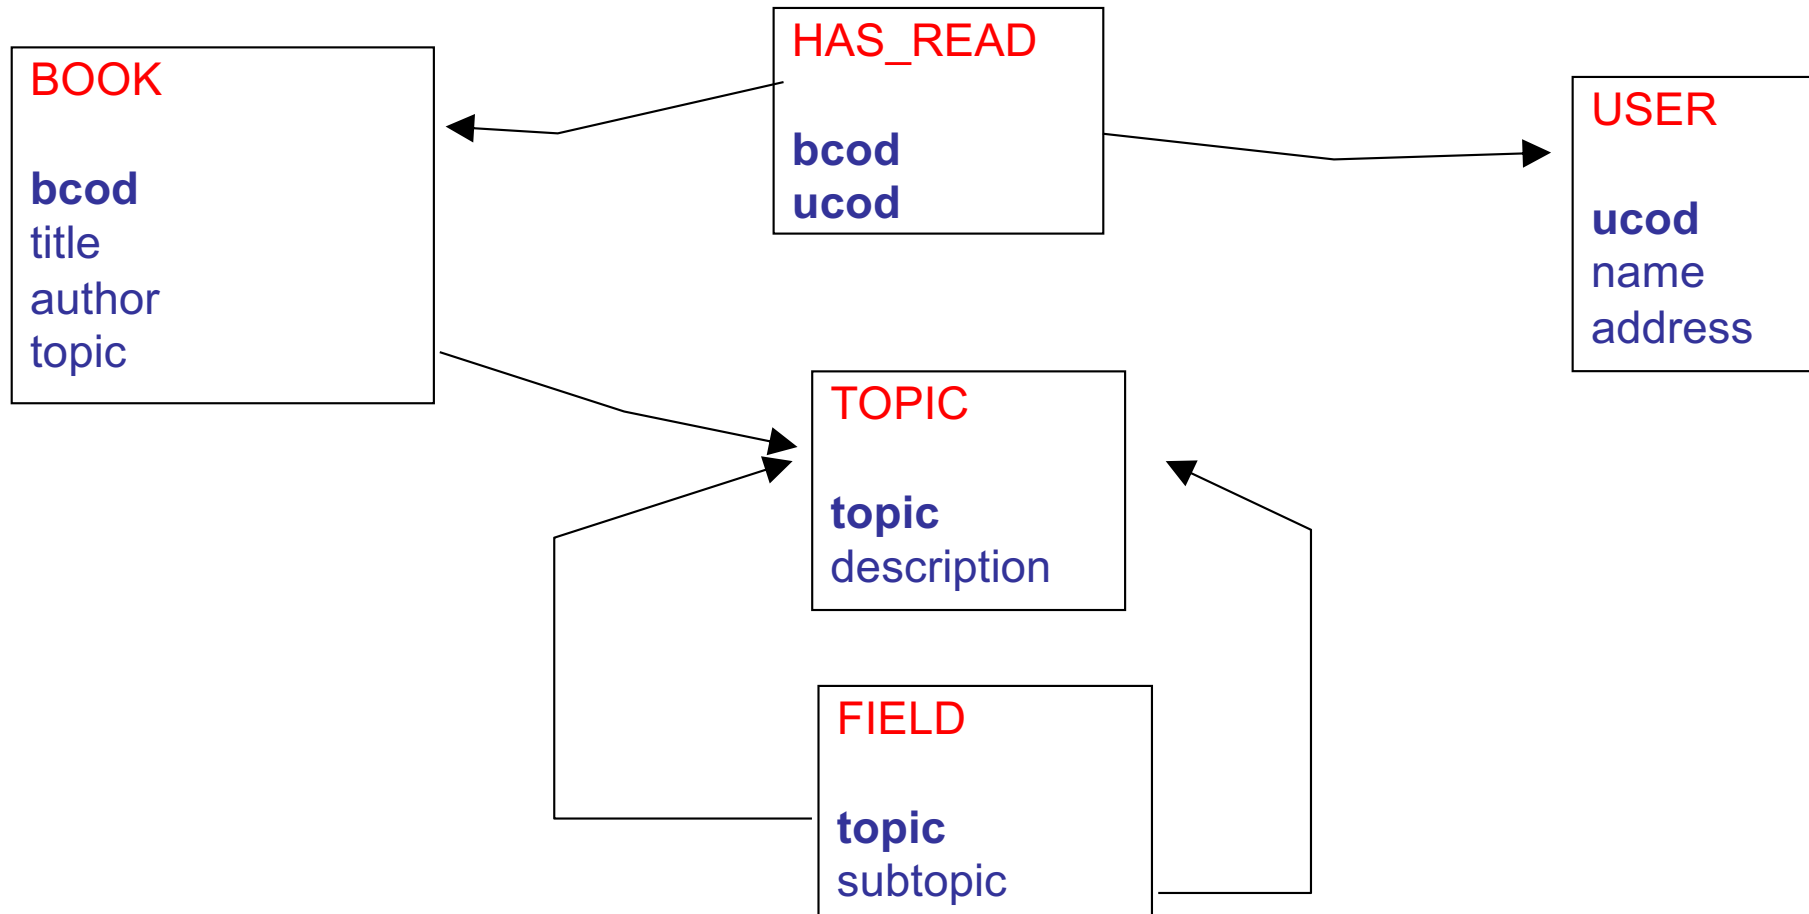 BOOK
bcod
title
author
topic
HAS_READ
bcod
ucod
USER
ucod
name
address
TOPIC
topic
description
FIELD
topic
subtopic